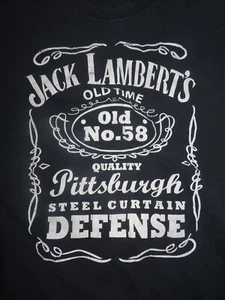 JACK LAMBERT'S
OLD TIME
Old
No.58
QUALITY
Pittsburgh
STEEL CURTAIN
DEFENSE